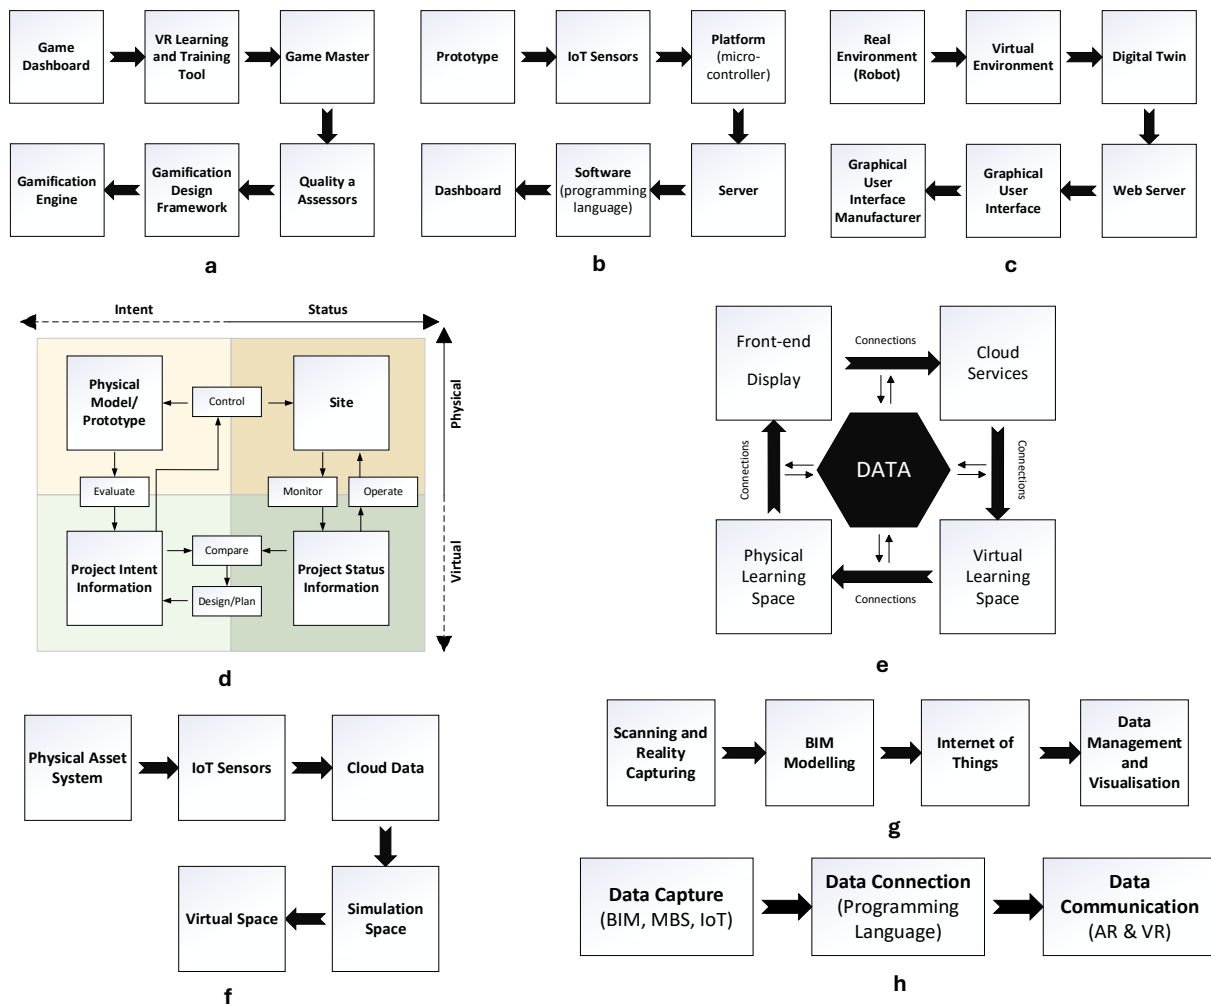 Game
Dashboard
VR Learning
and Training
Tool
Game Master
Gamification
Engine
Gamification
Design
Framework
Quality a
Assessors
a
Prototype
IoT Sensors
Platform
(micro-
controller)
Dashboard
Software
(programming
language)
Server
b
Real
Environment
(Robot)
Virtual
Environment
Digital Twin
Graphical
User
Interface
Manufacturer
Graphical
User
Interface
Web Server
c
Intent
Status
Physical
Virtual
Physical
Model/
Prototype
Control
Site
Evaluate
Monitor
Operate
Project Intent
Information
Compare
Design/Plan
Project Status
Information
d
Front-end
Display
Connections
Cloud
Services
Connections
DATA
Connections
Physical
Learning
Space
Connections
Virtual
Learning
Space
e
Physical Asset
System
IoT Sensors
Cloud Data
Virtual Space
Simulation
Space
f
Scanning and
Reality
Capturing
BIM
Modelling
Internet of
Things
Data
Management
and
Visualisation
g
Data Capture
(BIM, MBS, IoT)
Data Connection
(Programming
Language)
Data
Communication
(AR & VR)
h